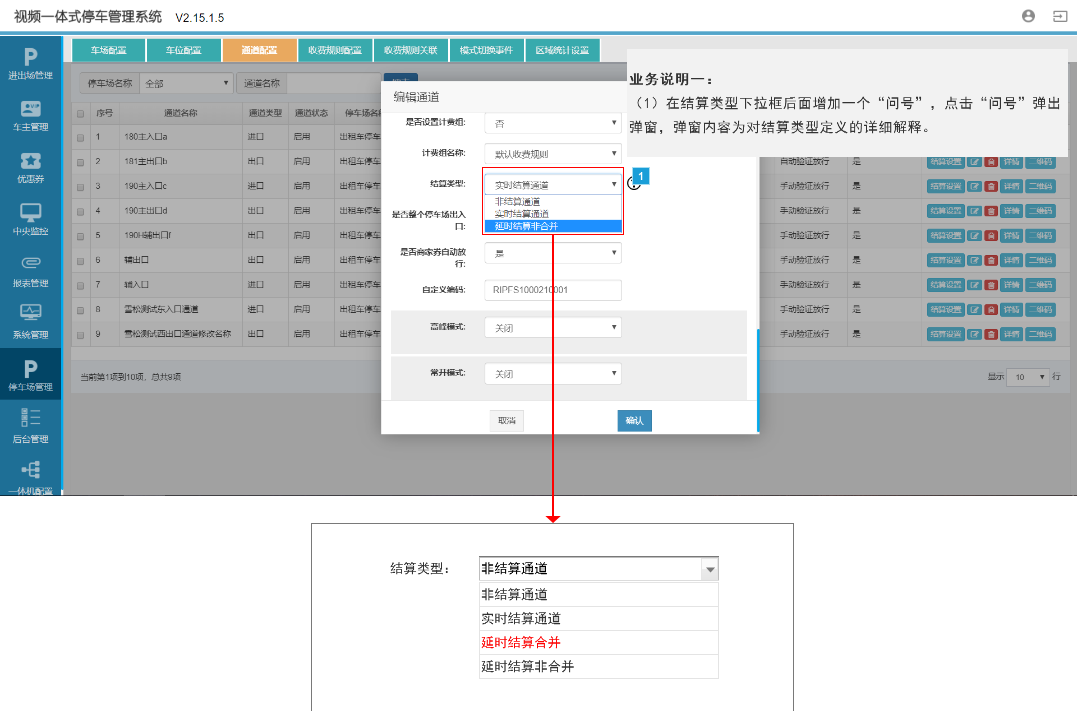 视频一体式停车管理系统 V2.15.1.5
车场配置 车位配置 通道配置 收费规则配置 收费规则关联 模式切换事件 区域统计设置
停车场名称 全部 通道名称
序号 通道名称 通道类型 通道状态
1 180主入口a 进口 启用 出租车停车
2 181主出口b 出口 启用 出租车停车 自动验证放行 是 结算设置 详情 二维码
3 190主入口c 进口 启用 出租车停车 手动验证放行 是 结算设置 详情 二维码
4 190主出口d 出口 启用 出租车停车 手动验证放行 是 结算设置 详情 二维码
5 190H辅出口f 出口 启用 出租车停车 手动验证放行 是 结算设置 详情 二维码
6 辅出口 出口 启用 出租车停车 手动验证放行 是 结算设置 详情 二维码
7 辅入口 进口 启用 出租车停车 手动验证放行 是 结算设置 详情 二维码
8 雪松测试东入口通道 进口 启用 出租车停车 手动验证放行 是 结算设置 详情 二维码
9 雪松测试西出口通道修改名称 出口 启用 出租车停车 手动验证放行 是 结算设置 详情 二维码
当前第1项到10项，总共9项
显示 10 行
进出场管理
车主管理
优惠券
中央监控
报表管理
系统管理
停车场管理
后台管理
一体机配置
编辑通道
是否设置计费组: 否
计费组名称: 默认收费规则
结算类型: 实时结算通道
非结算通道
实时结算通道
延时结算非合并
是否整个停车场出入
口:
是否商家券自动放
行: 是
自定义编码: RIPFS1000210001
高峰模式: 关闭
常开模式: 关闭
取消 确认
1
业务说明一：
（1）在结算类型下拉框后面增加一个“问号”，点击“问号”弹出
弹窗，弹窗内容为对结算类型定义的详细解释。
结算类型： 非结算通道
非结算通道
实时结算通道
延时结算合并
延时结算非合并